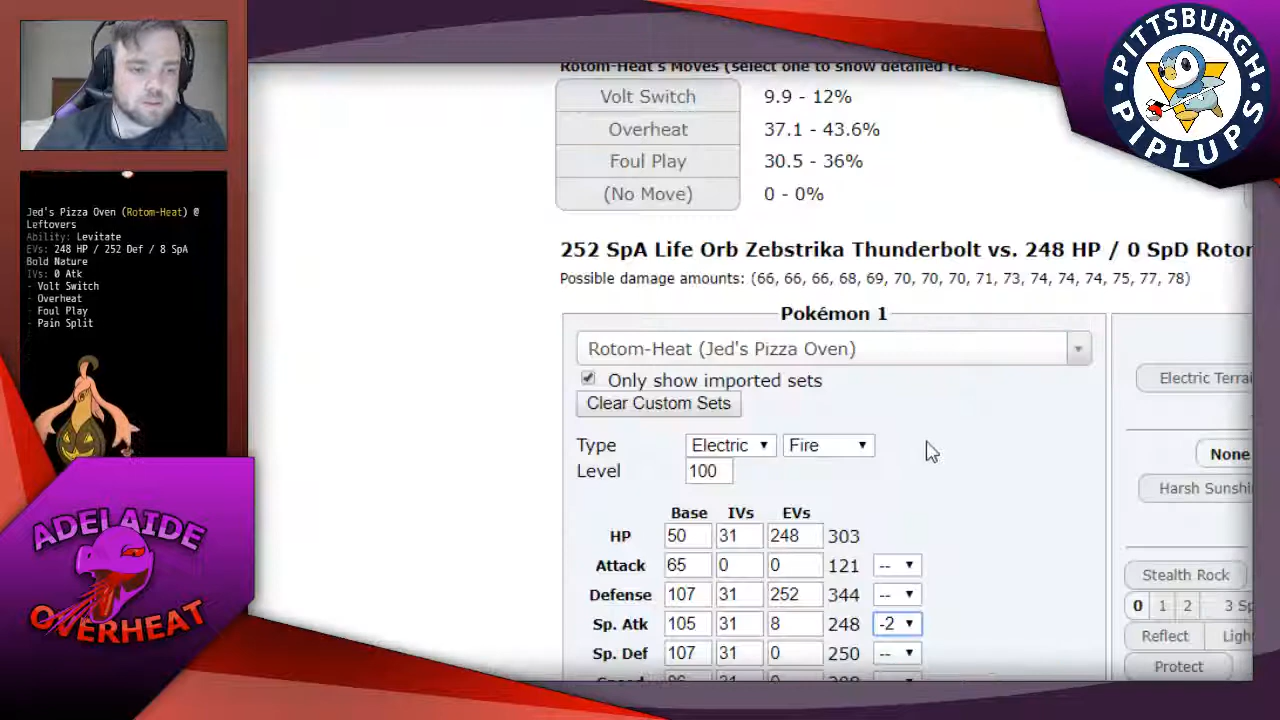 Jed's Pizza Oven (Rotom-Heat) @
Leftovers
Ability: Levitate
EVs: 248 HP / 252 Def / 8 SpA
Bold Nature
IVs: 0 Atk
- Volt Switch
- Overheat
- Foul Play
- Pain Split
ADELAIDE
OVERHEAT
PITTSBURGH
PIPLUPS
Rotom-Heat's Moves (select one to show detailed res
Volt Switch 9.9 - 12%
Overheat 37.1 - 43.6%
Foul Play 30.5 - 36%
(No Move) 0 - 0%
252 SpA Life Orb Zebstrika Thunderbolt vs. 248 HP / 0 SpD Rotor
Possible damage amounts: (66, 66, 66, 68, 69, 70, 70, 70, 71, 73, 74, 74, 74, 75, 77, 78)
Pokémon 1
Rotom-Heat (Jed's Pizza Oven)
Only show imported sets
Clear Custom Sets
Type Electric Fire
Level 100
Base IVs EVs
HP 50 31 248 303
Attack 65 0 0 121 --
Defense 107 31 252 344 --
Sp. Atk 105 31 8 248 -2
Sp. Def 107 31 0 250 --
Electric Terrai
None
Harsh Sunshi
Stealth Rock
0 1 2 3 Sp
Reflect Ligh
Protect